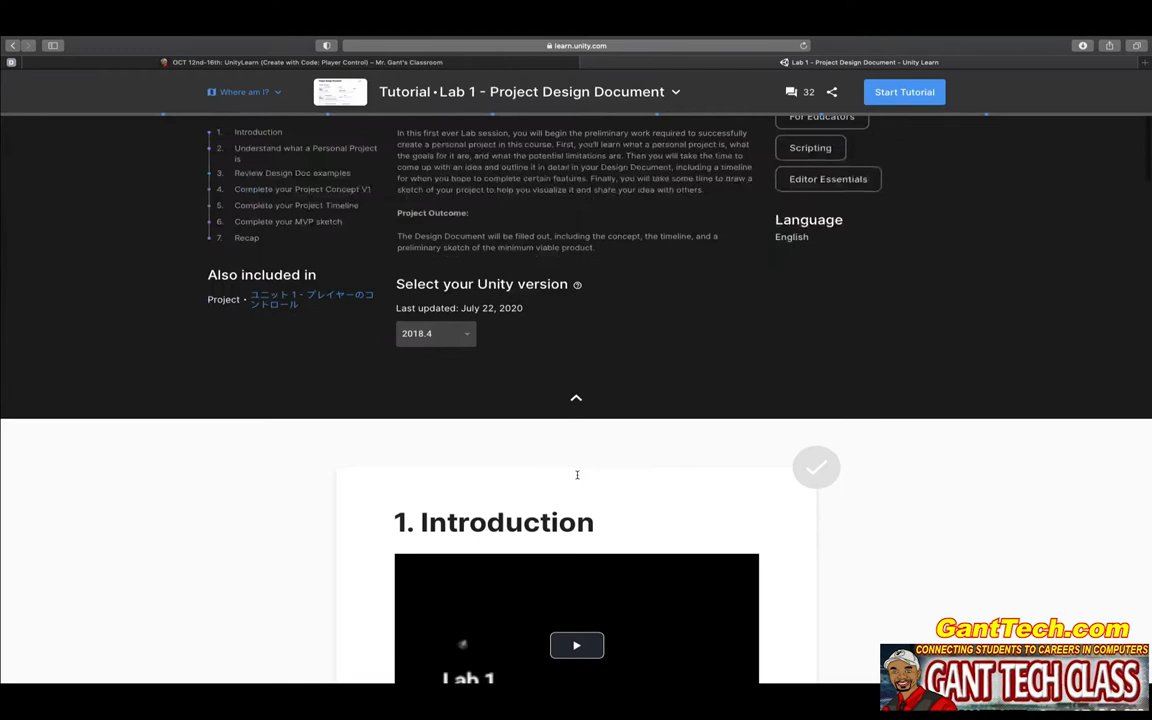 learn.unity.com
OCT 12nd-16th: UnityLearn (Create with Code: Player Control) – Mr. Gant's Classroom
Lab 1 - Project Design Document - Unity Learn
Where am I?
Tutorial • Lab 1 - Project Design Document
32
Start Tutorial
1. Introduction
2. Understand what a Personal Project
is
3. Review Design Doc examples
4. Complete your Project Concept V1
5. Complete your Project Timeline
6. Complete your MVP sketch
7. Recap
Also included in
Project • ユニット 1 - プレイヤーのコ
ントロール
In this first ever Lab session, you will begin the preliminary work required to successfully
create a personal project in this course. First, you'll learn what a personal project is, what
the goals for it are, and what the potential limitations are. Then you will take the time to
come up with an idea and outline it in detail in your Design Document, including a timeline
for when you hope to complete certain features. Finally, you will take some time to draw a
sketch of your project to help you visualize it and share your idea with others.
Project Outcome:
The Design Document will be filled out, including the concept, the timeline, and a
preliminary sketch of the minimum viable product.
Select your Unity version
Last updated: July 22, 2020
2018.4
For Educators
Scripting
Editor Essentials
Language
English
1. Introduction
Lab 1
GantTech.com
CONNECTING STUDENTS TO CAREERS IN COMPUTERS
GANT TECH CLASS